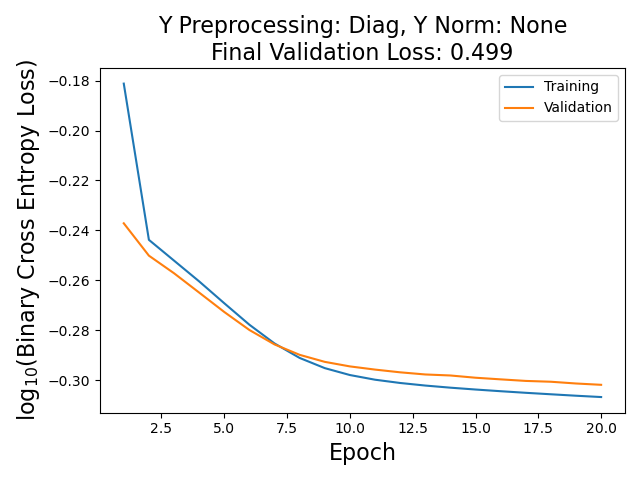 Y Preprocessing: Diag, Y Norm: None
Final Validation Loss: 0.499
log₁₀(Binary Cross Entropy Loss)
−0.18
−0.20
−0.22
−0.24
−0.26
−0.28
−0.30
Training
Validation
2.5 5.0 7.5 10.0 12.5 15.0 17.5 20.0
Epoch